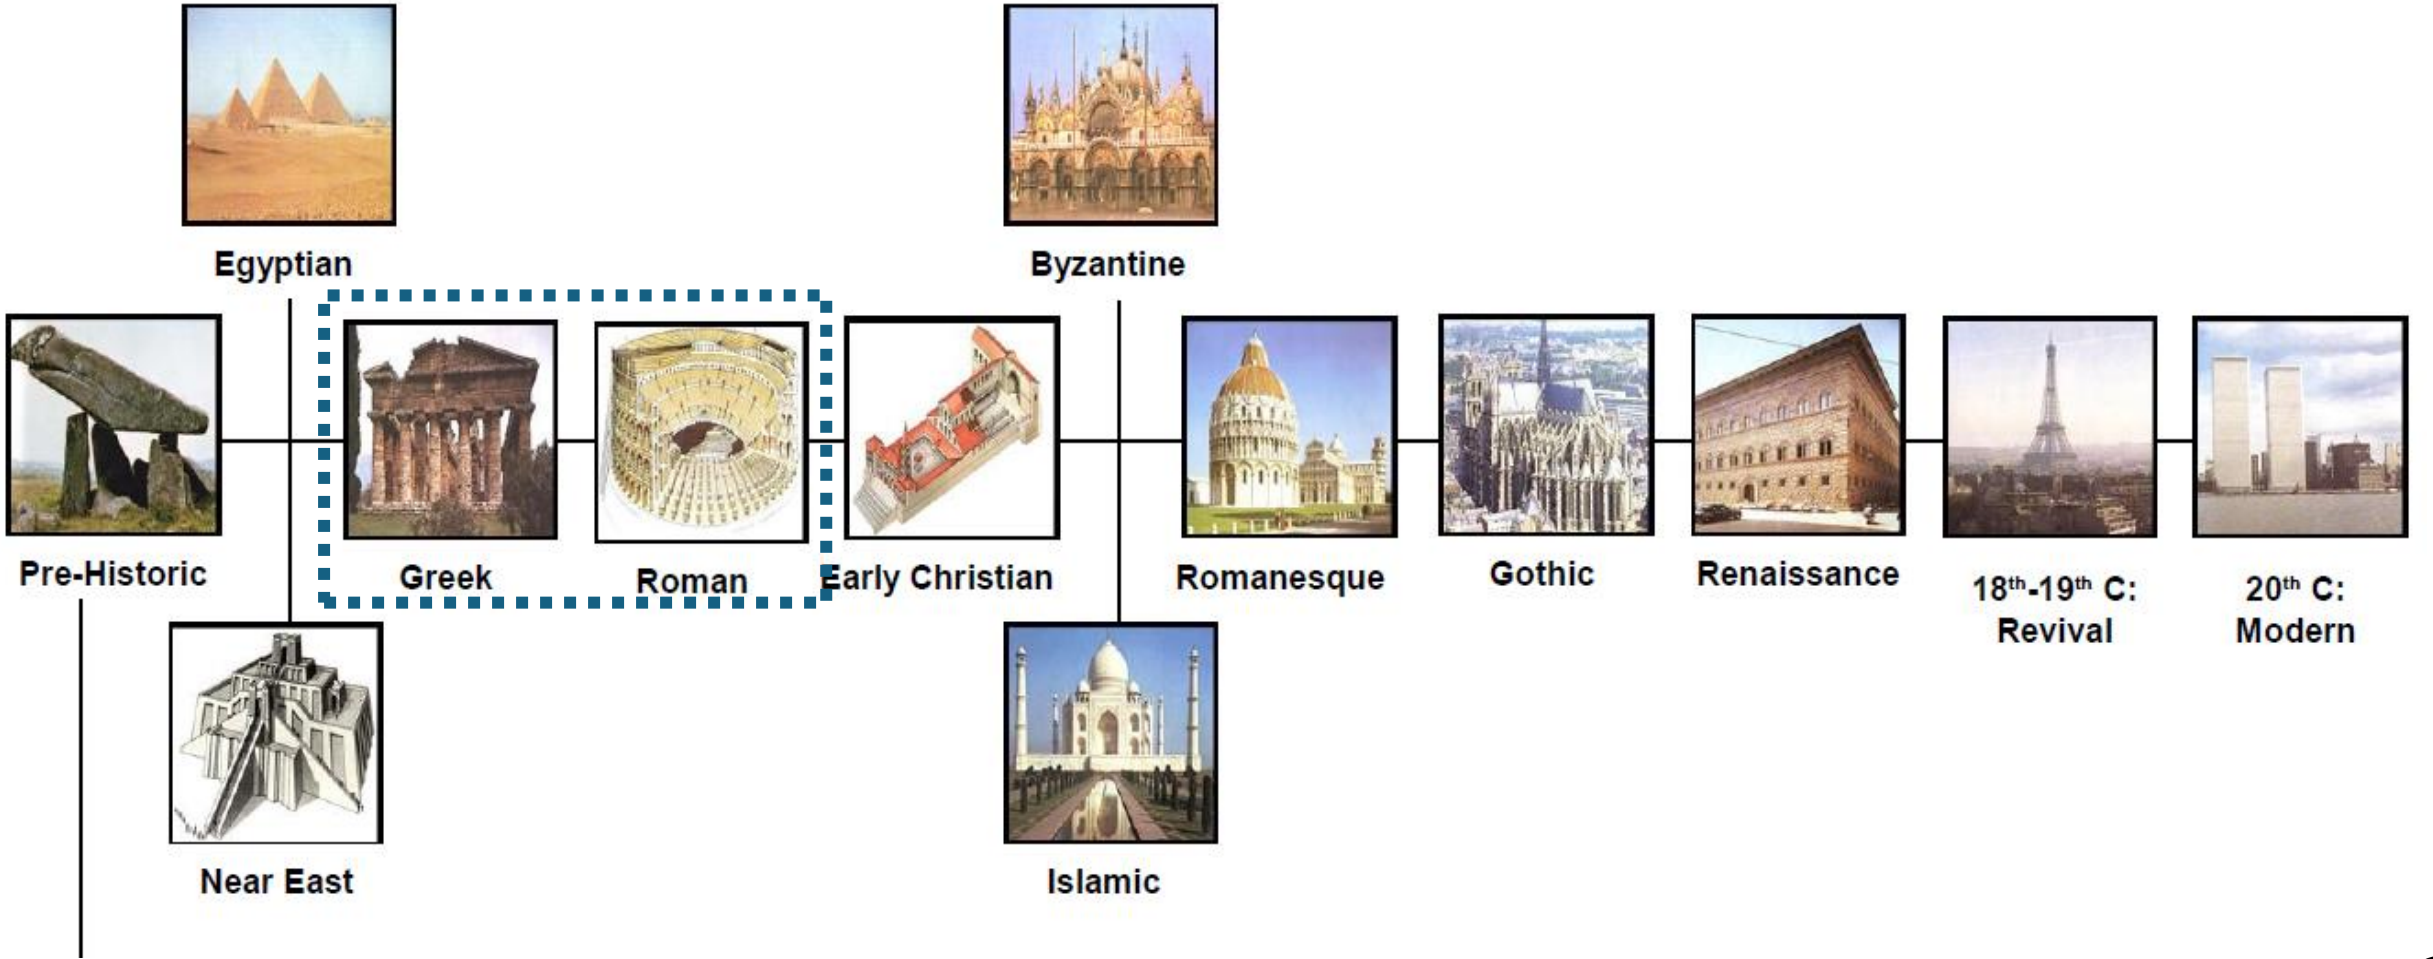 Egyptian
Byzantine
Pre-Historic
Greek
Roman
Early Christian
Romanesque
Gothic
Renaissance
18th-19th C:
Revival
20th C:
Modern
Near East
Islamic